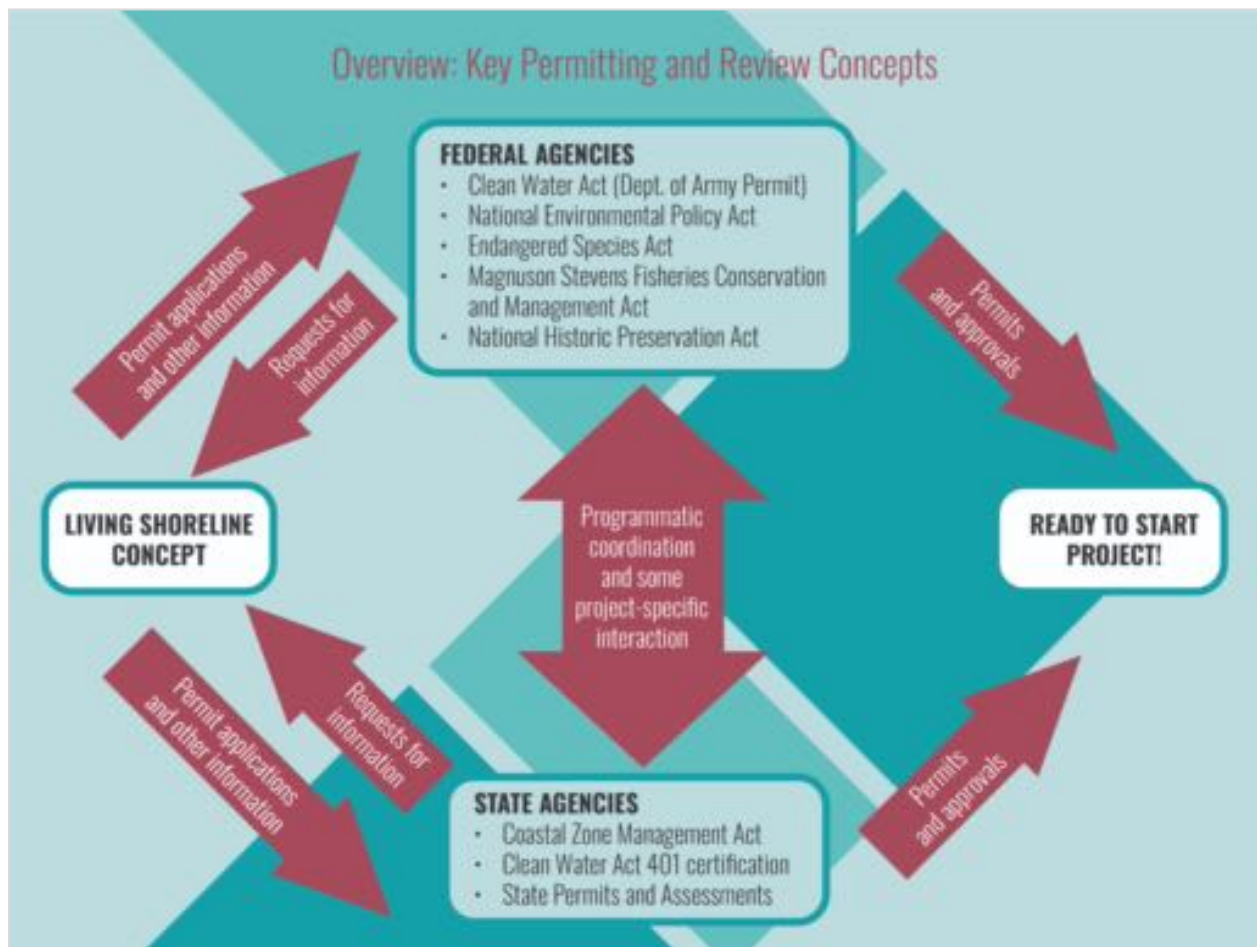 Overview: Key Permitting and Review Concepts
FEDERAL AGENCIES
• Clean Water Act (Dept. of Army Permit)
• National Environmental Policy Act
• Endangered Species Act
• Magnuson Stevens Fisheries Conservation
and Management Act
• National Historic Preservation Act
Permit applications
and other information
Requests for
information
Permits
and approvals
LIVING SHORELINE
CONCEPT
Programmatic
coordination
and some
project-specific
interaction
READY TO START
PROJECT!
Permit applications
and other information
Requests for
information
Permits
and approvals
STATE AGENCIES
• Coastal Zone Management Act
• Clean Water Act 401 certification
• State Permits and Assessments